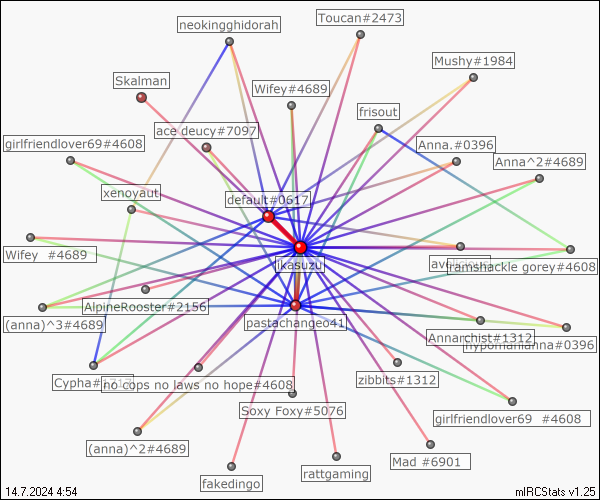 Toucan#2473
neokingghidorah
Mushy#1984
Skalman
Wifey#4689
frisout
ace deucy#7097
girlfriendlover69#4608
Anna.#0396
Anna^2#4689
xenoyaut
default#0617
Wifey #4689
ikasuzu
ramshackle gorey#4608
AlpineRooster#2156
(anna)^3#4689
pastachangeo41
Annarchist#1312
hypomanianna#0396
Cypha#
no cops no laws no hope#4608
zibbits#1312
Soxy Foxy#5076
girlfriendlover69 #4608
(anna)^2#4689
Mad #6901
rattgaming
fakedingo
14.7.2024 4:54
mIRCStats v1.25